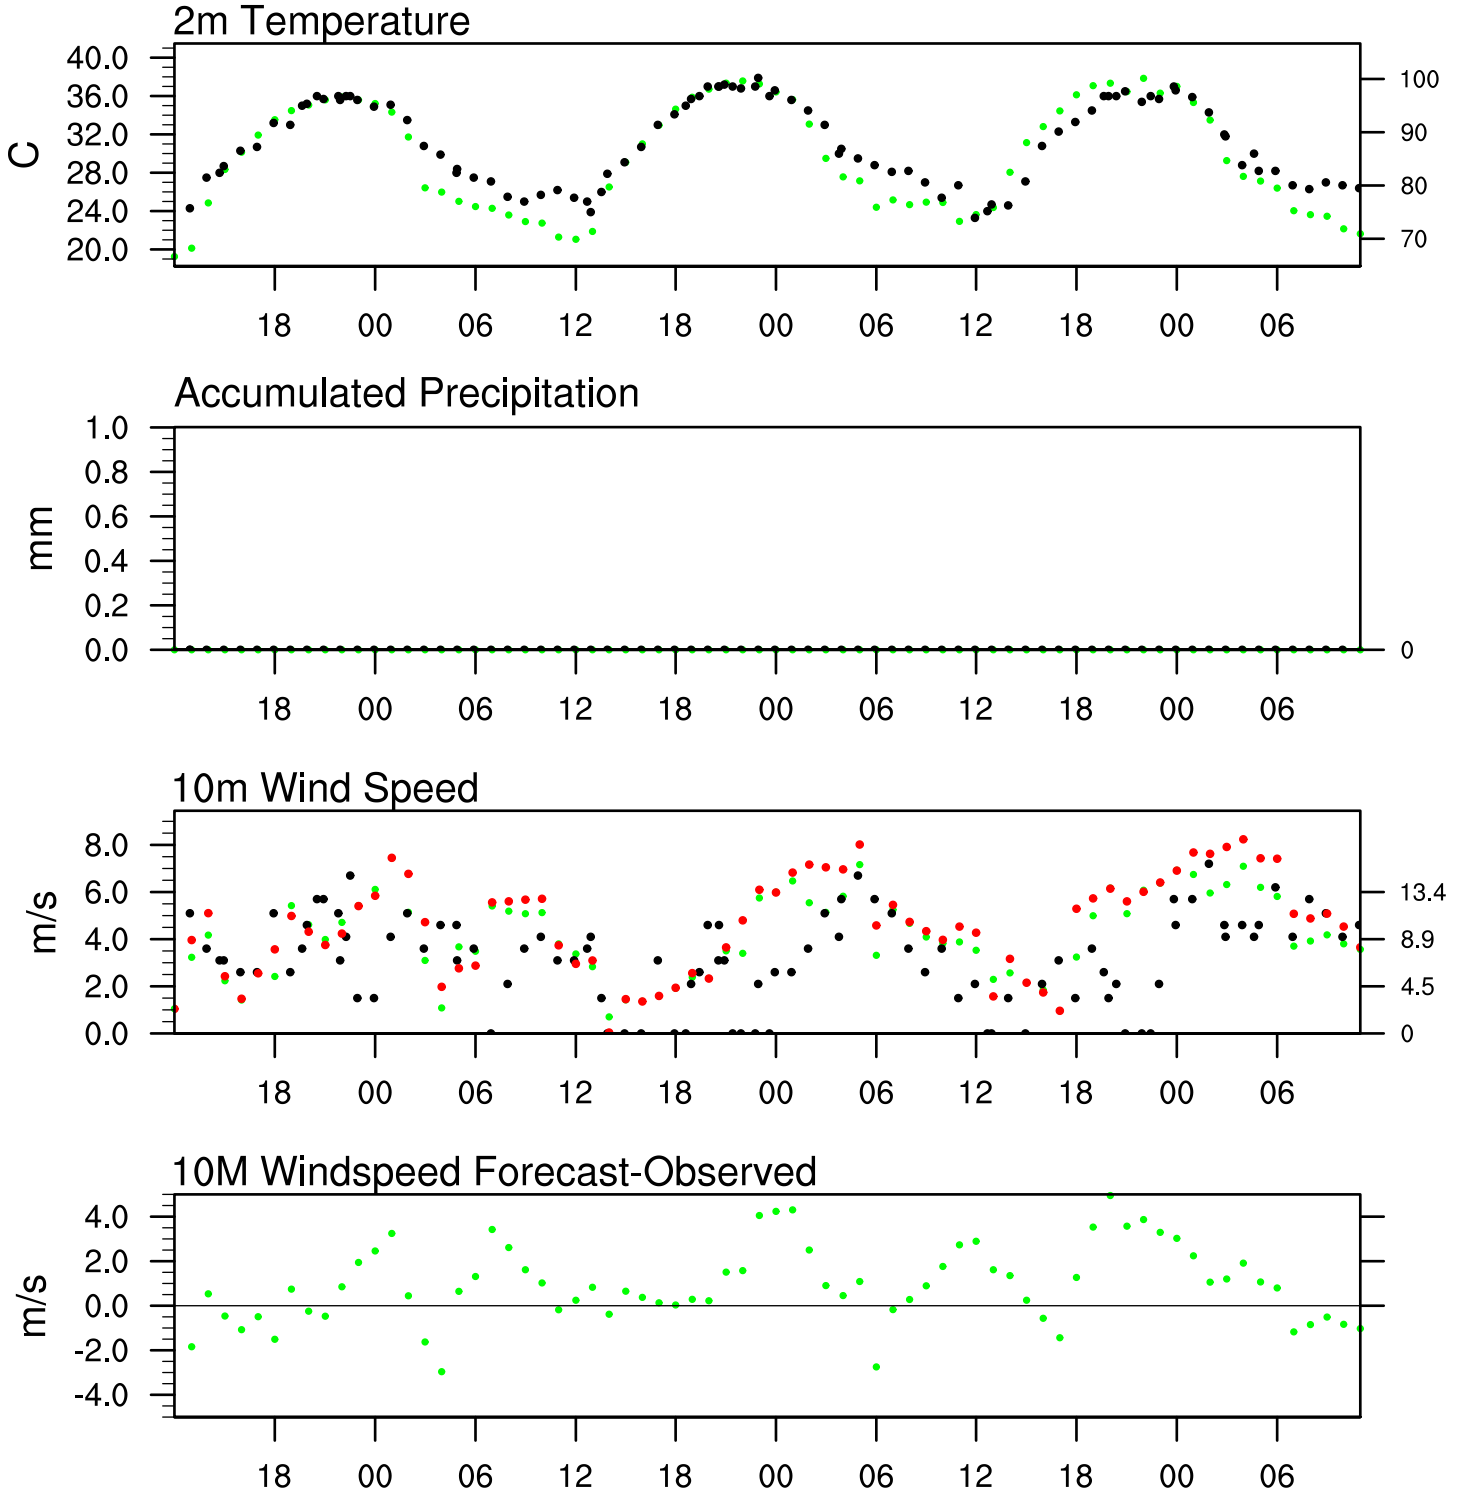 2m Temperature
40.0
36.0
32.0
28.0
24.0
20.0
C
100
90
80
70
18 00 06 12 18 00 06 12 18 00 06
Accumulated Precipitation
1.0
0.8
0.6
0.4
0.2
0.0
mm
0
18 00 06 12 18 00 06 12 18 00 06
10m Wind Speed
8.0
6.0
4.0
2.0
0.0
m/s
13.4
8.9
4.5
0
18 00 06 12 18 00 06 12 18 00 06
10M Windspeed Forecast-Observed
4.0
2.0
0.0
-2.0
-4.0
m/s
18 00 06 12 18 00 06 12 18 00 06